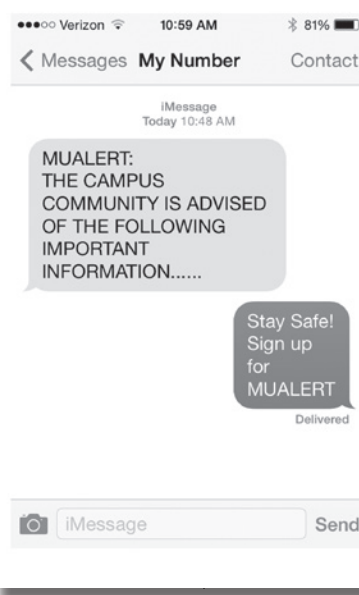 ●●●○○ Verizon 10:59 AM 81%
Messages My Number Contact
iMessage
Today 10:48 AM
MUALERT:
THE CAMPUS
COMMUNITY IS ADVISED
OF THE FOLLOWING
IMPORTANT
INFORMATION......
Stay Safe!
Sign up
for
MUALERT
Delivered
iMessage Send